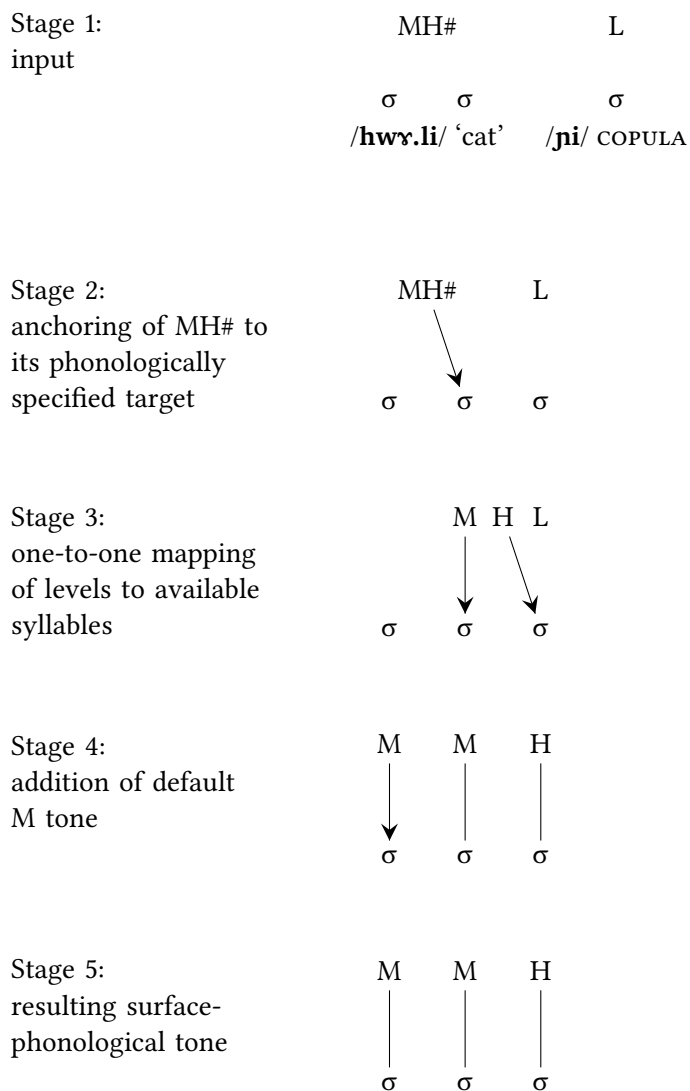 Stage 1: MH# L
input
σ σ σ
/hwɤ.li/ ‘cat’ /ɲi/ COPULA
Stage 2: MH# L
anchoring of MH# to
its phonologically
specified target σ σ σ
Stage 3: M H L
one-to-one mapping
of levels to available
syllables σ σ σ
Stage 4: M M H
addition of default
M tone
σ σ σ
Stage 5: M M H
resulting surface-
phonological tone
σ σ σ